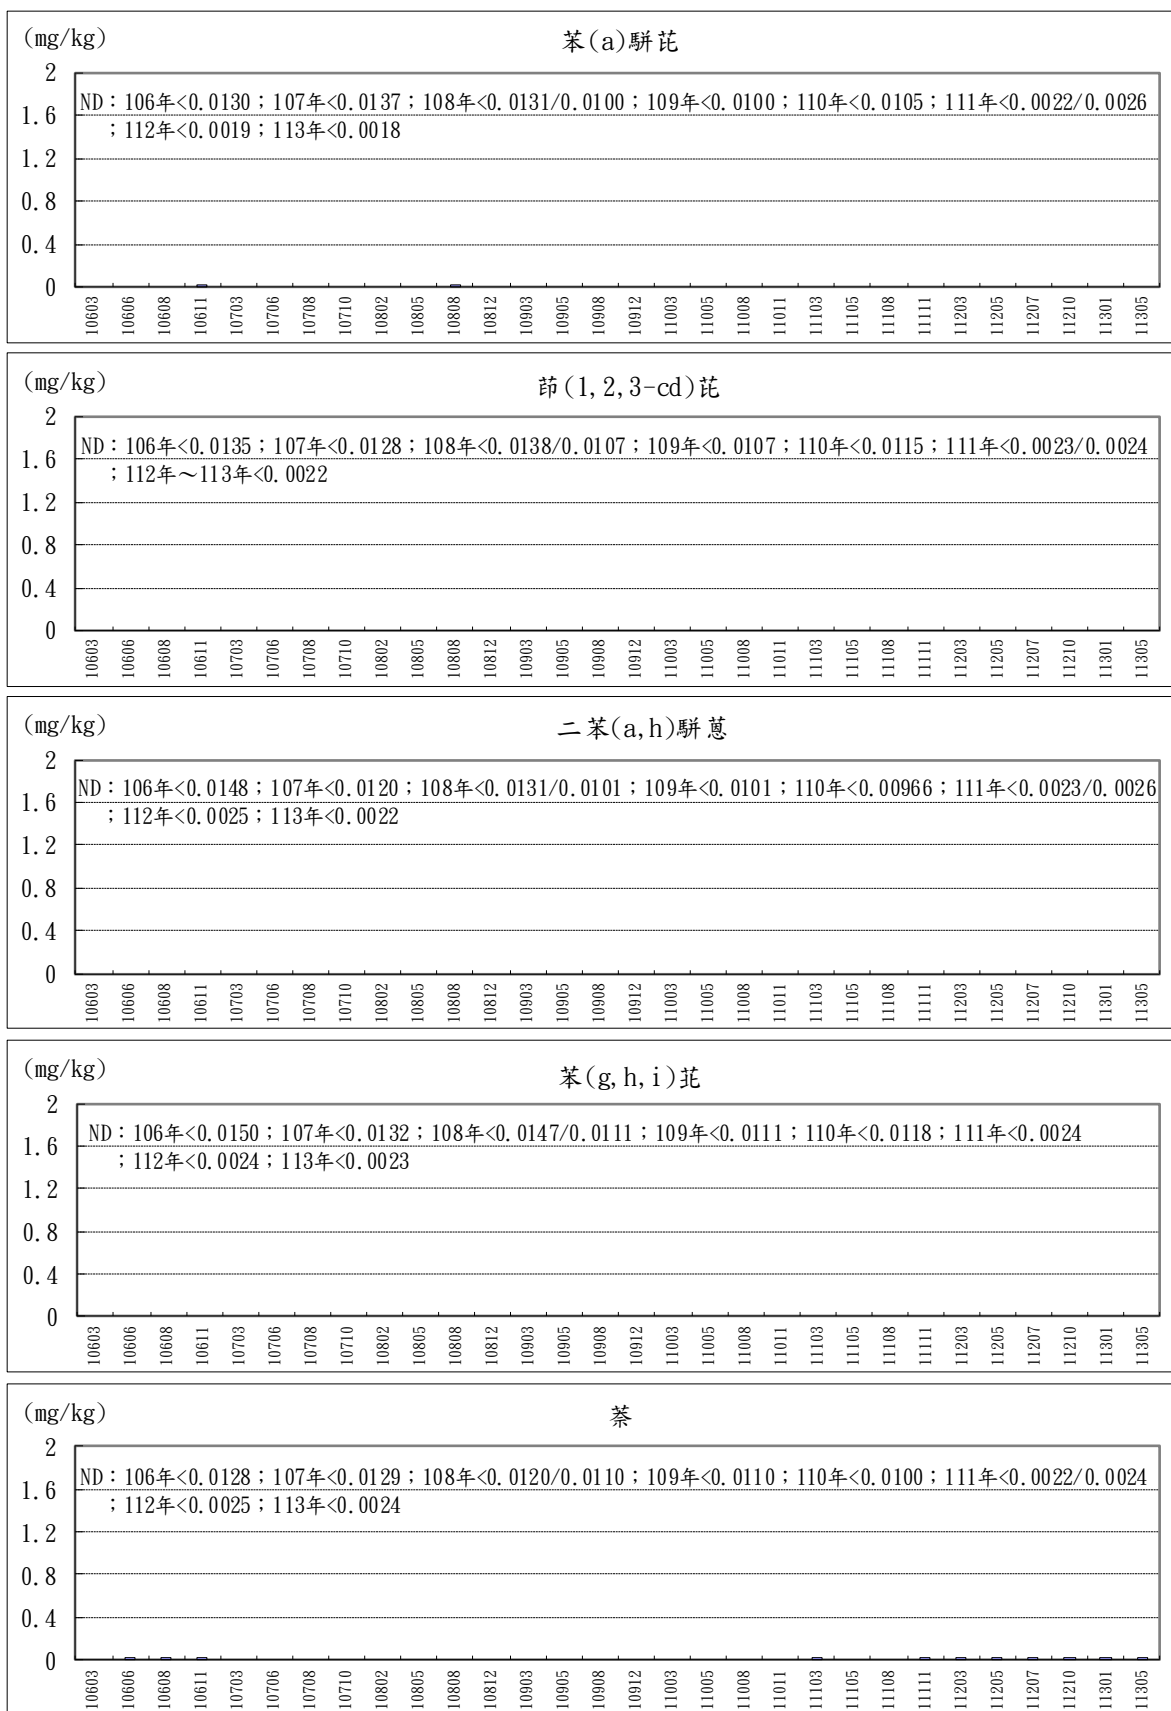 (mg/kg)
苯(a)駢芘
2
ND：106年<0.0130；107年<0.0137；108年<0.0131/0.0100；109年<0.0100；110年<0.0105；111年<0.0022/0.0026
1.6
；112年<0.0019；113年<0.0018
1.2
0.8
0.4
0
10603 10606 10608 10611 10703 10706 10708 10710 10802 10805 10808 10812 10903 10905 10908 10912 11003 11005 11008 11011 11103 11105 11108 11111 11203 11205 11207 11210 11301 11305
(mg/kg)
茚(1,2,3-cd)芘
2
ND：106年<0.0135；107年<0.0128；108年<0.0138/0.0107；109年<0.0107；110年<0.0115；111年<0.0023/0.0024
1.6
；112年～113年<0.0022
1.2
0.8
0.4
0
10603 10606 10608 10611 10703 10706 10708 10710 10802 10805 10808 10812 10903 10905 10908 10912 11003 11005 11008 11011 11103 11105 11108 11111 11203 11205 11207 11210 11301 11305
(mg/kg)
二苯(a,h)駢蒽
2
ND：106年<0.0148；107年<0.0120；108年<0.0131/0.0101；109年<0.0101；110年<0.00966；111年<0.0023/0.0026
1.6
；112年<0.0025；113年<0.0022
1.2
0.8
0.4
0
10603 10606 10608 10611 10703 10706 10708 10710 10802 10805 10808 10812 10903 10905 10908 10912 11003 11005 11008 11011 11103 11105 11108 11111 11203 11205 11207 11210 11301 11305
(mg/kg)
苯(g,h,i)苝
2
ND：106年<0.0150；107年<0.0132；108年<0.0147/0.0111；109年<0.0111；110年<0.0118；111年<0.0024
1.6
；112年<0.0024；113年<0.0023
1.2
0.8
0.4
0
10603 10606 10608 10611 10703 10706 10708 10710 10802 10805 10808 10812 10903 10905 10908 10912 11003 11005 11008 11011 11103 11105 11108 11111 11203 11205 11207 11210 11301 11305
(mg/kg)
萘
2
ND：106年<0.0128；107年<0.0129；108年<0.0120/0.0110；109年<0.0110；110年<0.0100；111年<0.0022/0.0024
1.6
；112年<0.0025；113年<0.0024
1.2
0.8
0.4
0
10603 10606 10608 10611 10703 10706 10708 10710 10802 10805 10808 10812 10903 10905 10908 10912 11003 11005 11008 11011 11103 11105 11108 11111 11203 11205 11207 11210 11301 11305